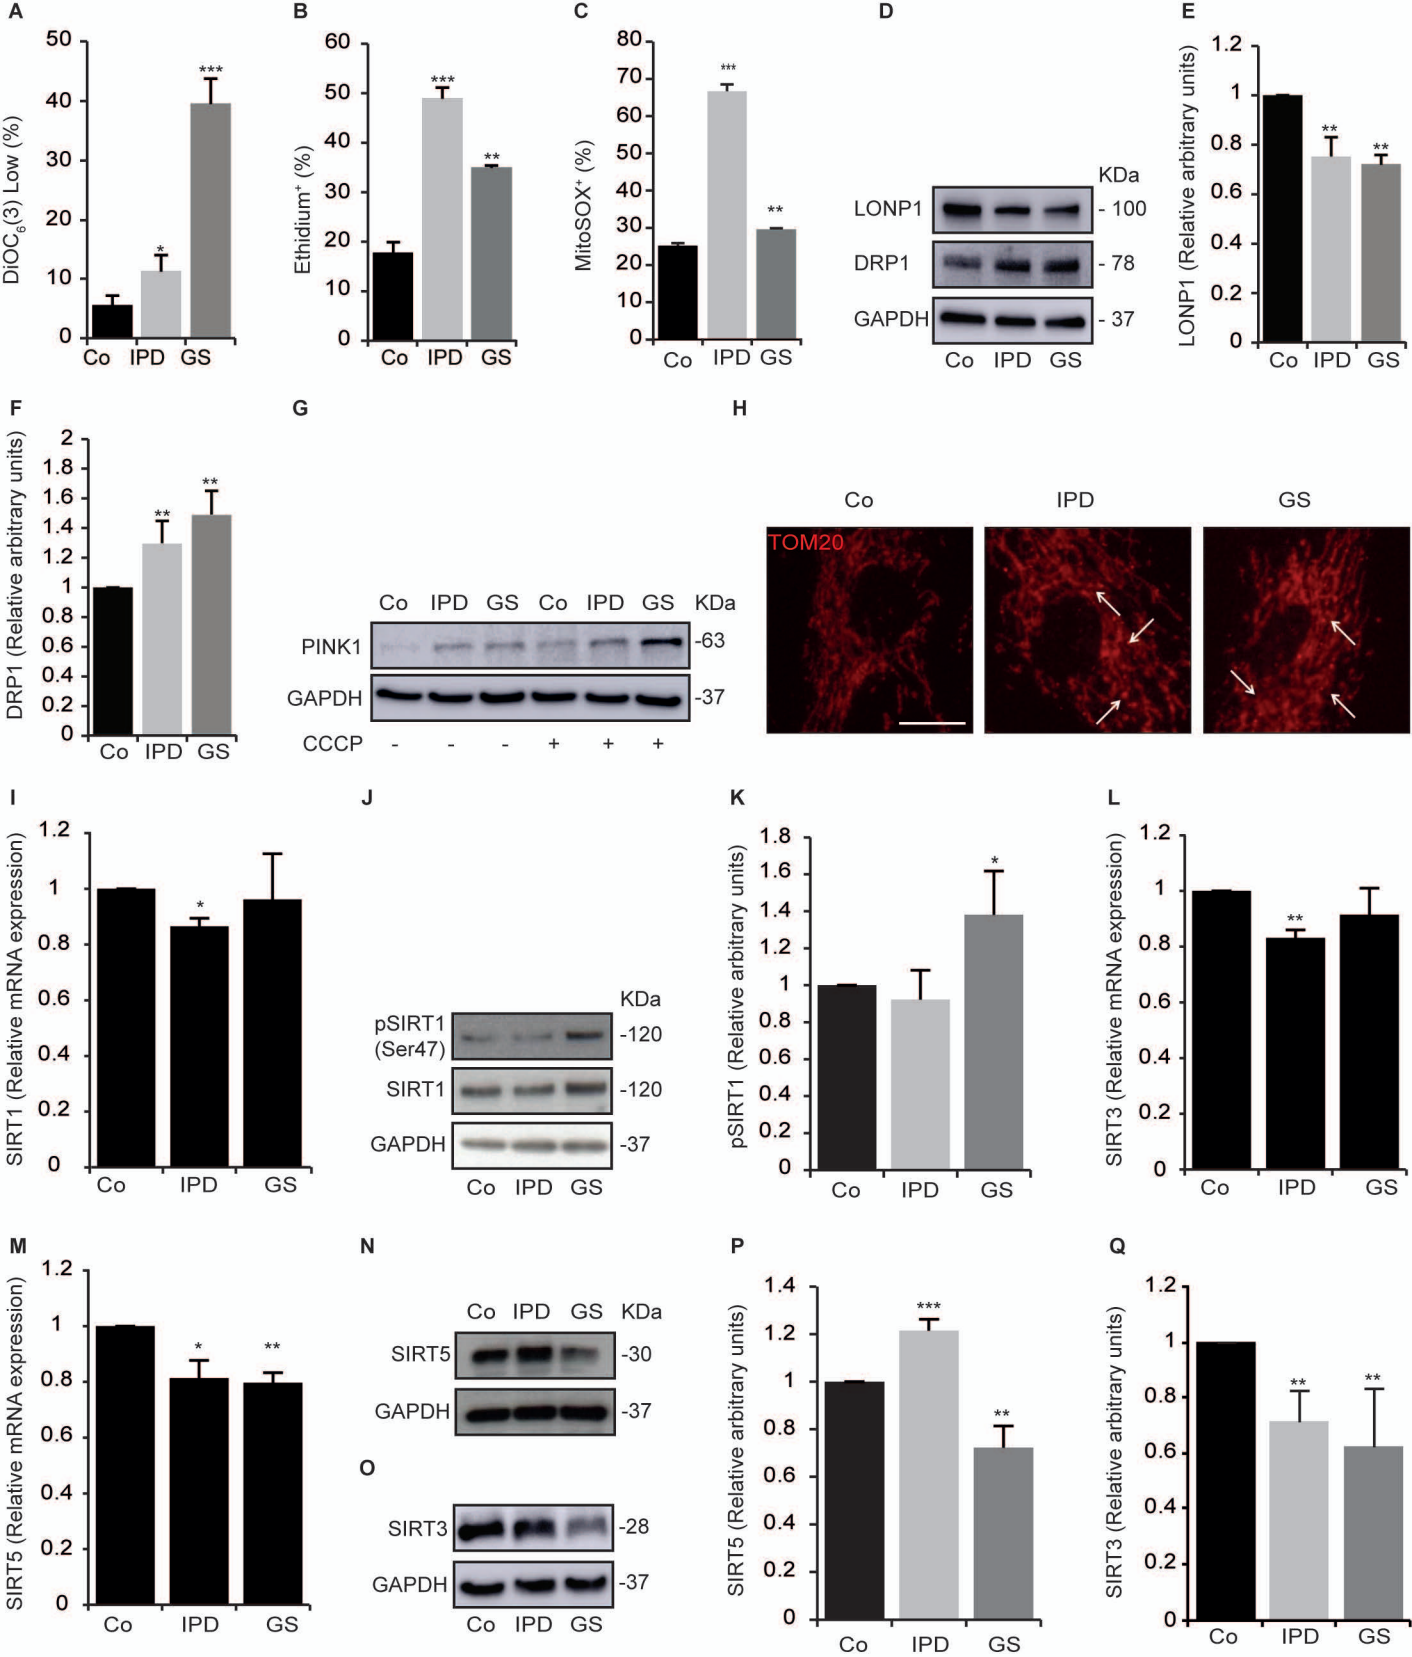 A
DiOC6(3) Low (%)
50
40
30
20
10
0
***
*
Co IPD GS
B
Ethidium+ (%)
60
50
40
30
20
10
0
***
**
Co IPD GS
C
MitoSOX+ (%)
80
70
60
50
40
30
20
10
0
***
**
Co IPD GS
D
KDa
LONP1 - 100
DRP1 - 78
GAPDH - 37
Co IPD GS
E
LONP1 (Relative arbitrary units)
1.2
1
0.8
0.6
0.4
0.2
0
**
**
Co IPD GS
F
DRP1 (Relative arbitrary units)
2
1.8
1.6
1.4
1.2
1
0.8
0.6
0.4
0.2
0
**
**
Co IPD GS
G
Co IPD GS Co IPD GS KDa
PINK1 -63
GAPDH -37
CCCP - - - + + +
H
Co IPD GS
TOM20
I
SIRT1 (Relative mRNA expression)
1.2
1
0.8
0.6
0.4
0.2
0
*
Co IPD GS
J
KDa
pSIRT1
(Ser47) -120
SIRT1 -120
GAPDH -37
Co IPD GS
K
pSIRT1 (Relative arbitrary units)
1.8
1.6
1.4
1.2
1
0.8
0.6
0.4
0.2
0
*
Co IPD GS
L
SIRT3 (Relative mRNA expression)
1.2
1
0.8
0.6
0.4
0.2
0
**
Co IPD GS
M
SIRT5 (Relative mRNA expression)
1.2
1
0.8
0.6
0.4
0.2
0
*
**
Co IPD GS
N
Co IPD GS KDa
SIRT5 -30
GAPDH -37
O
SIRT3 -28
GAPDH -37
Co IPD GS
P
SIRT5 (Relative arbitrary units)
1.4
1.2
1
0.8
0.6
0.4
0.2
0
***
**
Co IPD GS
Q
SIRT3 (Relative arbitrary units)
1.2
1
0.8
0.6
0.4
0.2
0
**
**
Co IPD GS